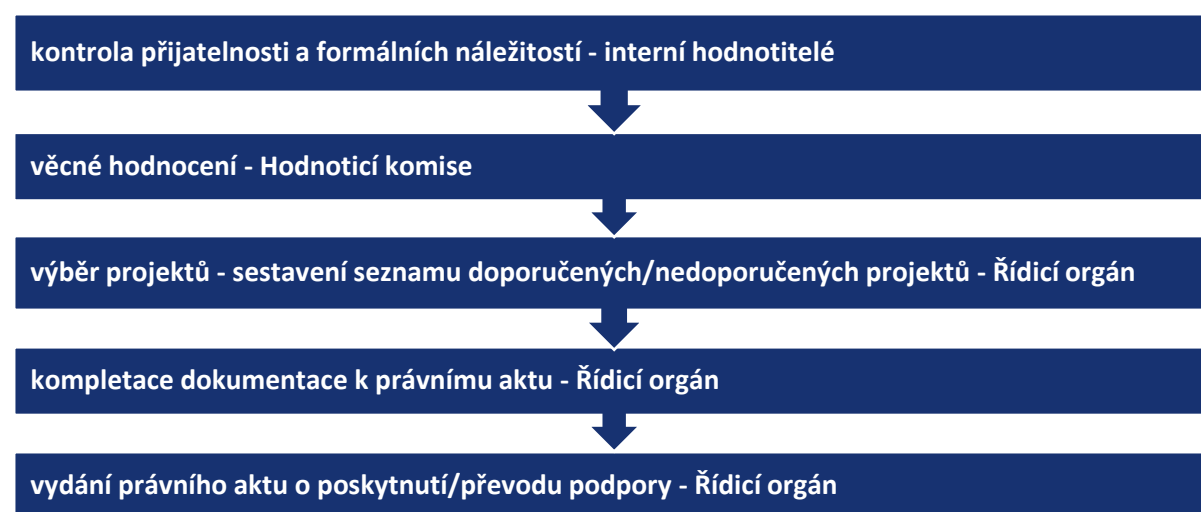 kontrola přijatelnosti a formálních náležitostí - interní hodnotitelé
věcné hodnocení - Hodnoticí komise
výběr projektů - sestavení seznamu doporučených/nedoporučených projektů - Řídicí orgán
kompletace dokumentace k právnímu aktu - Řídicí orgán
vydání právního aktu o poskytnutí/převodu podpory - Řídicí orgán